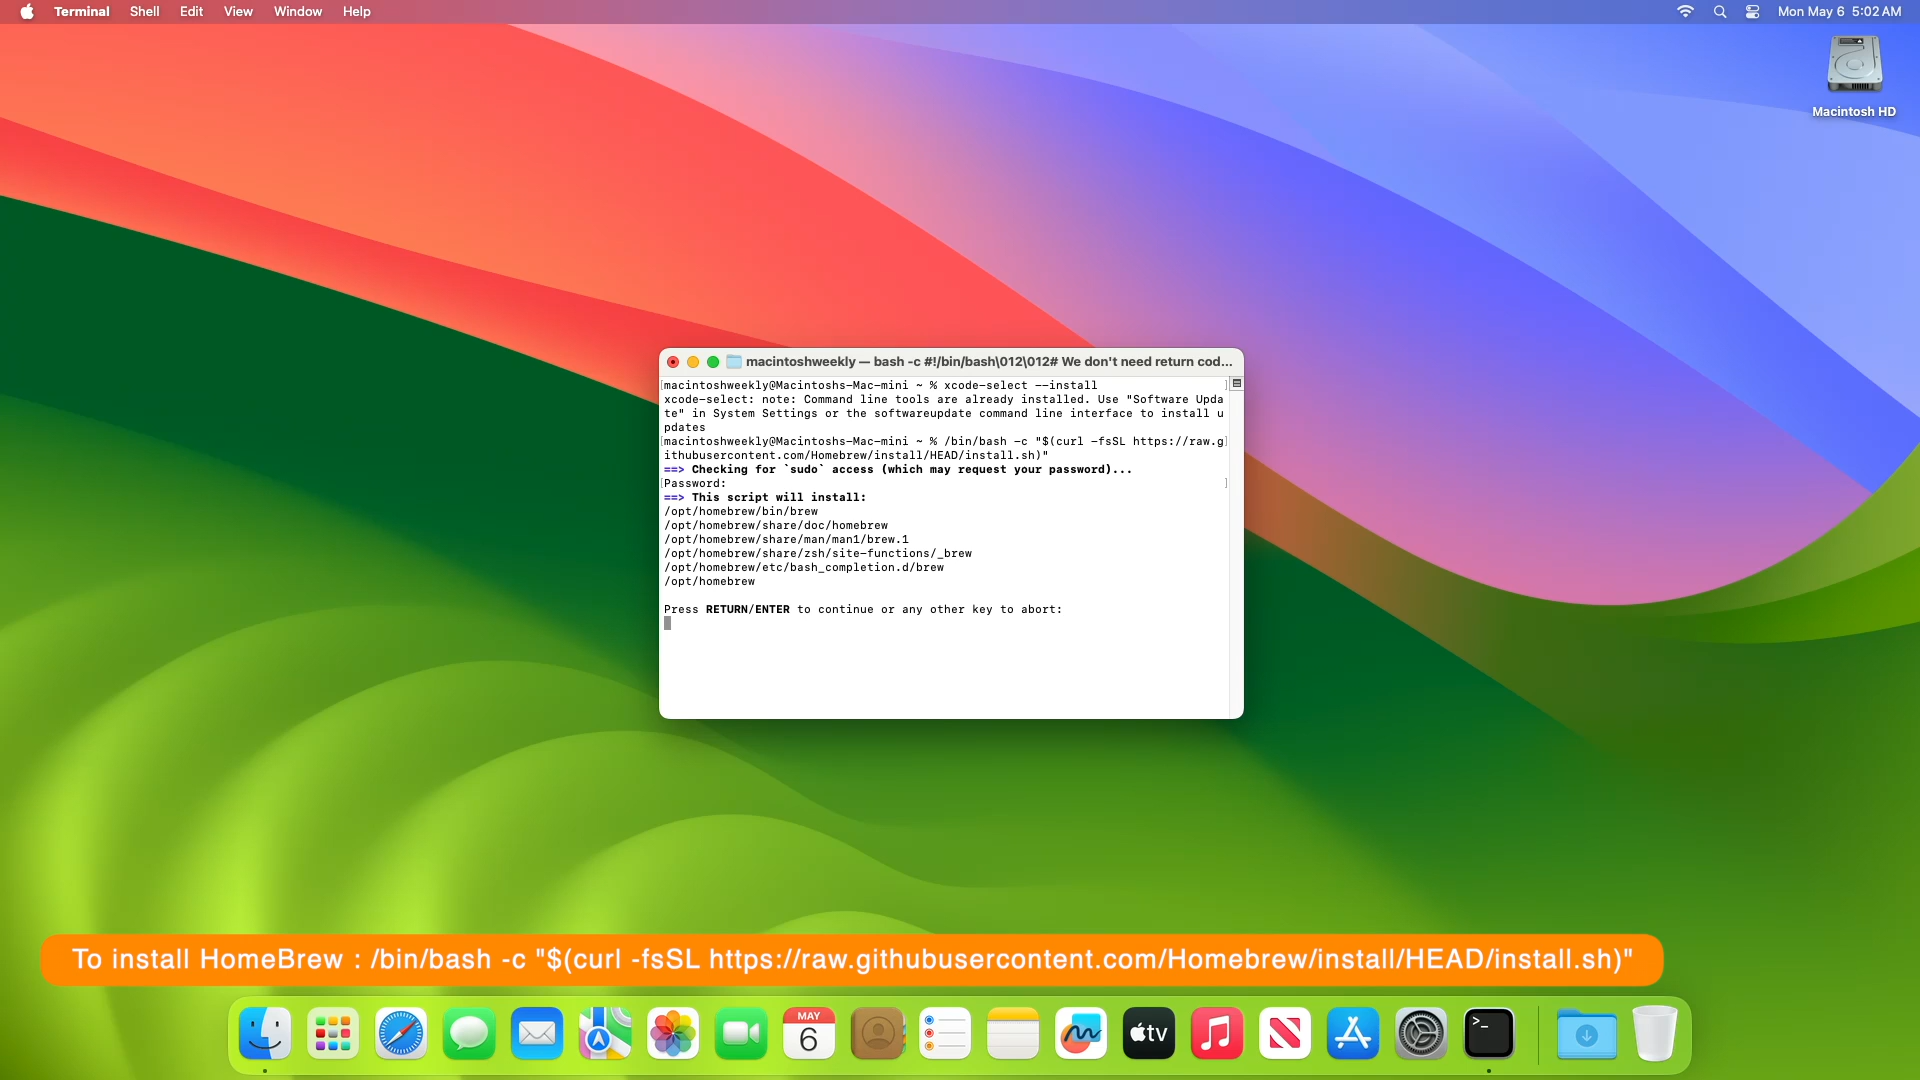 Terminal Shell Edit View Window Help Mon May 6 5:02 AM
Macintosh HD
macintoshweekly — bash -c #!/bin/bash\012\012# We don't need return cod...
[macintoshweekly@Macintoshs-Mac-mini ~ % xcode-select --install ]
xcode-select: note: Command line tools are already installed. Use "Software Upda
te" in System Settings or the softwareupdate command line interface to install u
pdates
[macintoshweekly@Macintoshs-Mac-mini ~ % /bin/bash -c "$(curl -fsSL https://raw.g]
ithubusercontent.com/Homebrew/install/HEAD/install.sh)"
==> Checking for `sudo` access (which may request your password)...
[Password: ]
==> This script will install:
/opt/homebrew/bin/brew
/opt/homebrew/share/doc/homebrew
/opt/homebrew/share/man/man1/brew.1
/opt/homebrew/share/zsh/site-functions/_brew
/opt/homebrew/etc/bash_completion.d/brew
/opt/homebrew
Press RETURN/ENTER to continue or any other key to abort:
To install HomeBrew : /bin/bash -c "$(curl -fsSL https://raw.githubusercontent.com/Homebrew/install/HEAD/install.sh)"
MAY
6
tv
>_